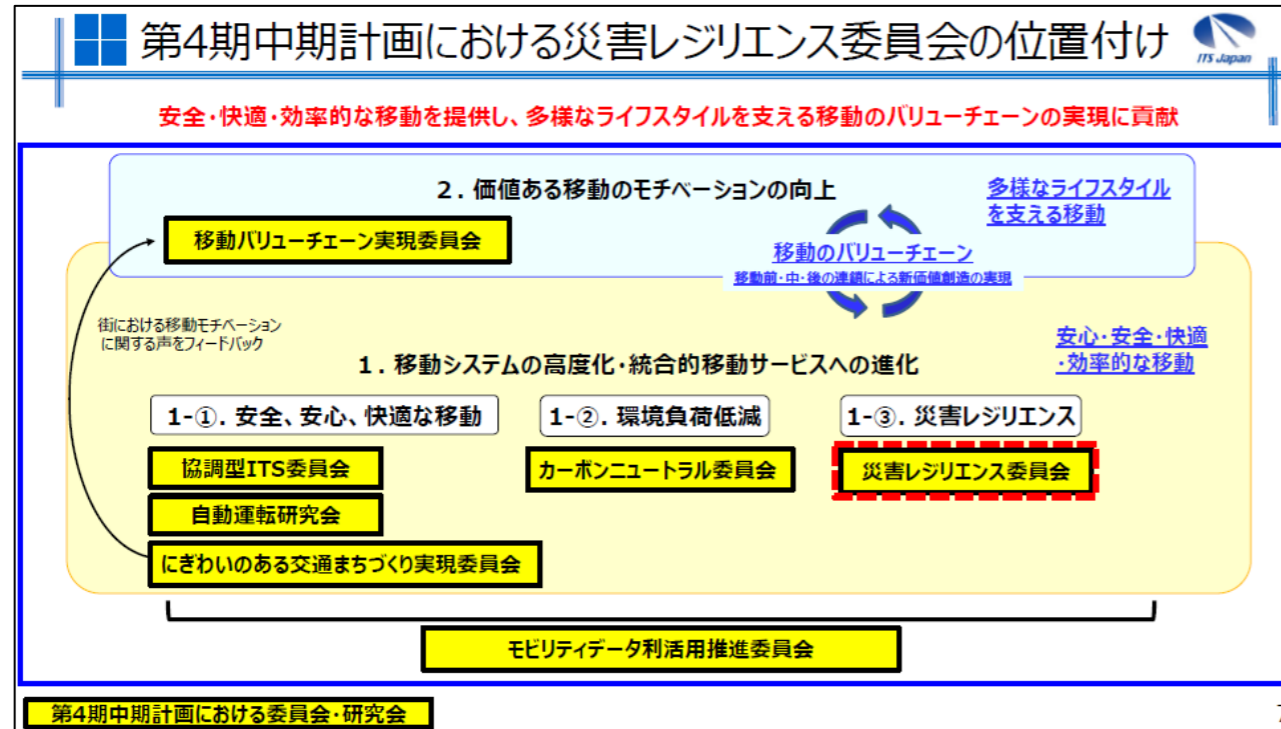 第4期中期計画における災害レジリエンス委員会の位置付け
ITS Japan
安全・快適・効率的な移動を提供し、多様なライフスタイルを支える移動のバリューチェーンの実現に貢献
2．価値ある移動のモチベーションの向上
多様なライフスタイル
を支える移動
移動バリューチェーン実現委員会
移動のバリューチェーン
移動前・中・後の連鎖による新価値創造の実現
街における移動モチベーション
に関する声をフィードバック
安心・安全・快適
・効率的な移動
1．移動システムの高度化・統合的移動サービスへの進化
1-①．安全、安心、快適な移動
1-②．環境負荷低減
1-③．災害レジリエンス
協調型ITS委員会
カーボンニュートラル委員会
災害レジリエンス委員会
自動運転研究会
にぎわいのある交通まちづくり実現委員会
モビリティデータ利活用推進委員会
第4期中期計画における委員会・研究会